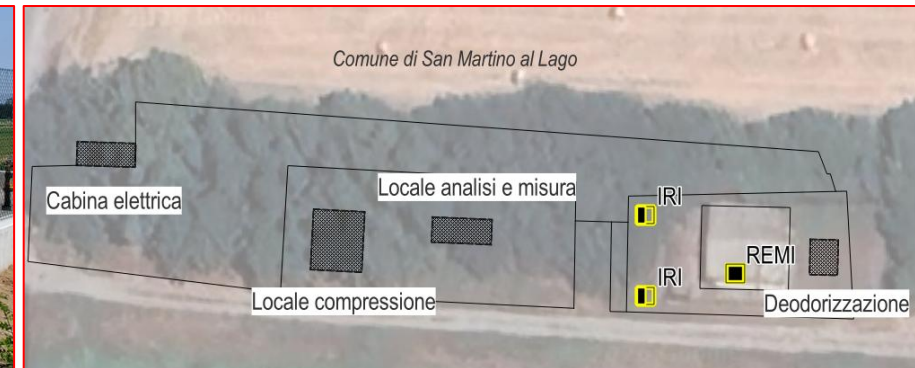 Comune di San Martino al Lago
Cabina elettrica
Locale analisi e misura
IRI
REMI
IRI
Locale compressione
Deodorizzazione